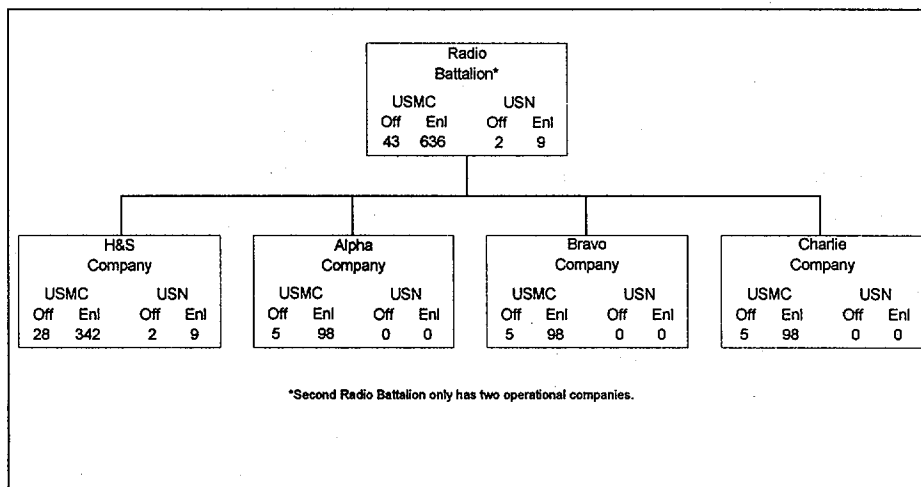 Radio
Battalion*
USMC USN
Off Enl Off Enl
43 636 2 9
H&S
Company
USMC USN
Off Enl Off Enl
28 342 2 9
Alpha
Company
USMC USN
Off Enl Off Enl
5 98 0 0
Bravo
Company
USMC USN
Off Enl Off Enl
5 98 0 0
Charlie
Company
USMC USN
Off Enl Off Enl
5 98 0 0
*Second Radio Battalion only has two operational companies.